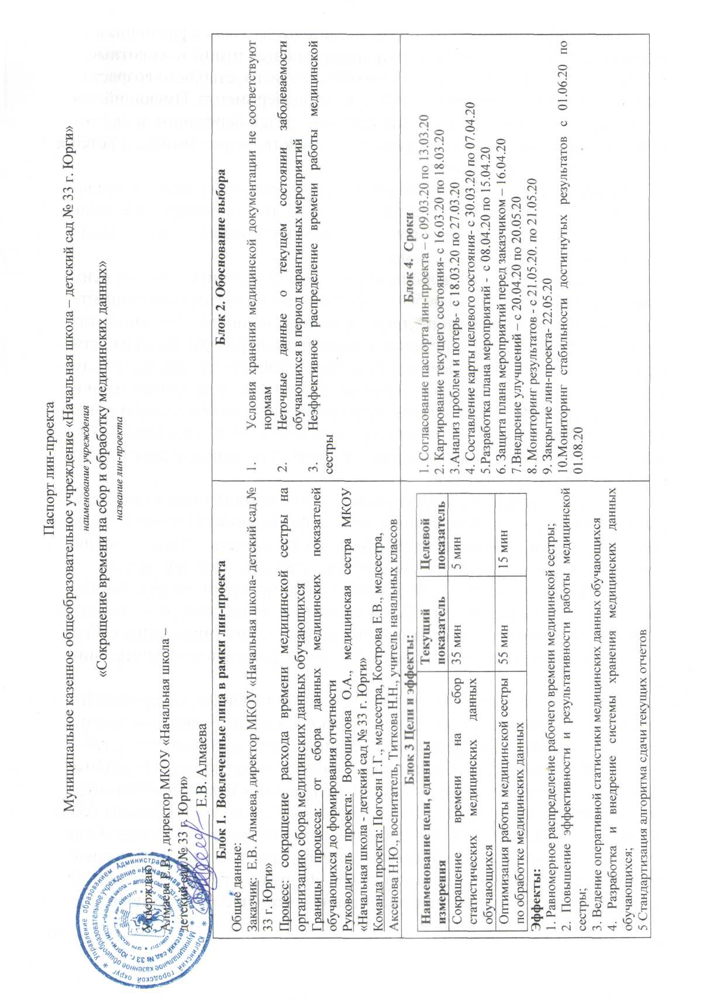 Паспорт лин-проекта
Муниципальное казенное общеобразовательное учреждение «Начальная школа – детский сад № 33 г. Юрги»
наименование учреждения
«Сокращение времени на сбор и обработку медицинских данных»
название лин-проекта
Утверждаю
Алмаева Е.В., директор МКОУ «Начальная школа –
детский сад № 33 г. Юрги»
Е.В. Алмаева
Блок 1. Вовлеченные лица в рамки лин-проекта
Общие данные:
Заказчик: Е.В. Алмаева, директор МКОУ «Начальная школа- детский сад №
33 г. Юрги»
Процесс: сокращение расхода времени медицинской сестры на
организацию сбора медицинских данных обучающихся
Границы процесса: от сбора данных медицинских показателей
обучающихся до формирования отчетности
Руководитель проекта: Ворошилова О.А., медицинская сестра МКОУ
«Начальная школа - детский сад № 33 г. Юрги»
Команда проекта: Погосян Г.Г., медсестра, Кострова Е.В., медсестра,
Аксенова Н.Ю., воспитатель, Титкова Н.Н., учитель начальных классов
Блок 2. Обоснование выбора
1. Условия хранения медицинской документации не соответствуют
нормам
2. Неточные данные о текущем состоянии заболеваемости
обучающихся в период карантинных мероприятий
3. Неэффективное распределение времени работы медицинской
сестры
Блок 3 Цели и эффекты:
Наименование цели, единицы
измерения
Текущий
показатель
Целевой
показатель
Сокращение времени на сбор
статистических медицинских данных
обучающихся
35 мин
5 мин
Оптимизация работы медицинской сестры
по обработке медицинских данных
55 мин
15 мин
Эффекты:
1. Равномерное распределение рабочего времени медицинской сестры;
2. Повышение эффективности и результативности работы медицинской
сестры;
3. Ведение оперативной статистики медицинских данных обучающихся
4. Разработка и внедрение системы хранения медицинских данных
обучающихся;
5 Стандартизация алгоритма сдачи текущих отчетов
Блок 4. Сроки
1. Согласование паспорта лин-проекта – с 09.03.20 по 13.03.20
2. Картирование текущего состояния- с 16.03.20 по 18.03.20
3.Анализ проблем и потерь- с 18.03.20 по 27.03.20
4. Составление карты целевого состояния- с 30.03.20 по 07.04.20
5.Разработка плана мероприятий - с 08.04.20 по 15.04.20
6. Защита плана мероприятий перед заказчиком – 16.04.20
7.Внедрение улучшений – с 20.04.20 по 20.05.20
8. Мониторинг результатов - с 21.05.20. по 21.05.20
9. Закрытие лин-проекта- 22.05.20
10.Мониторинг стабильности достигнутых результатов с 01.06.20 по
01.08.20